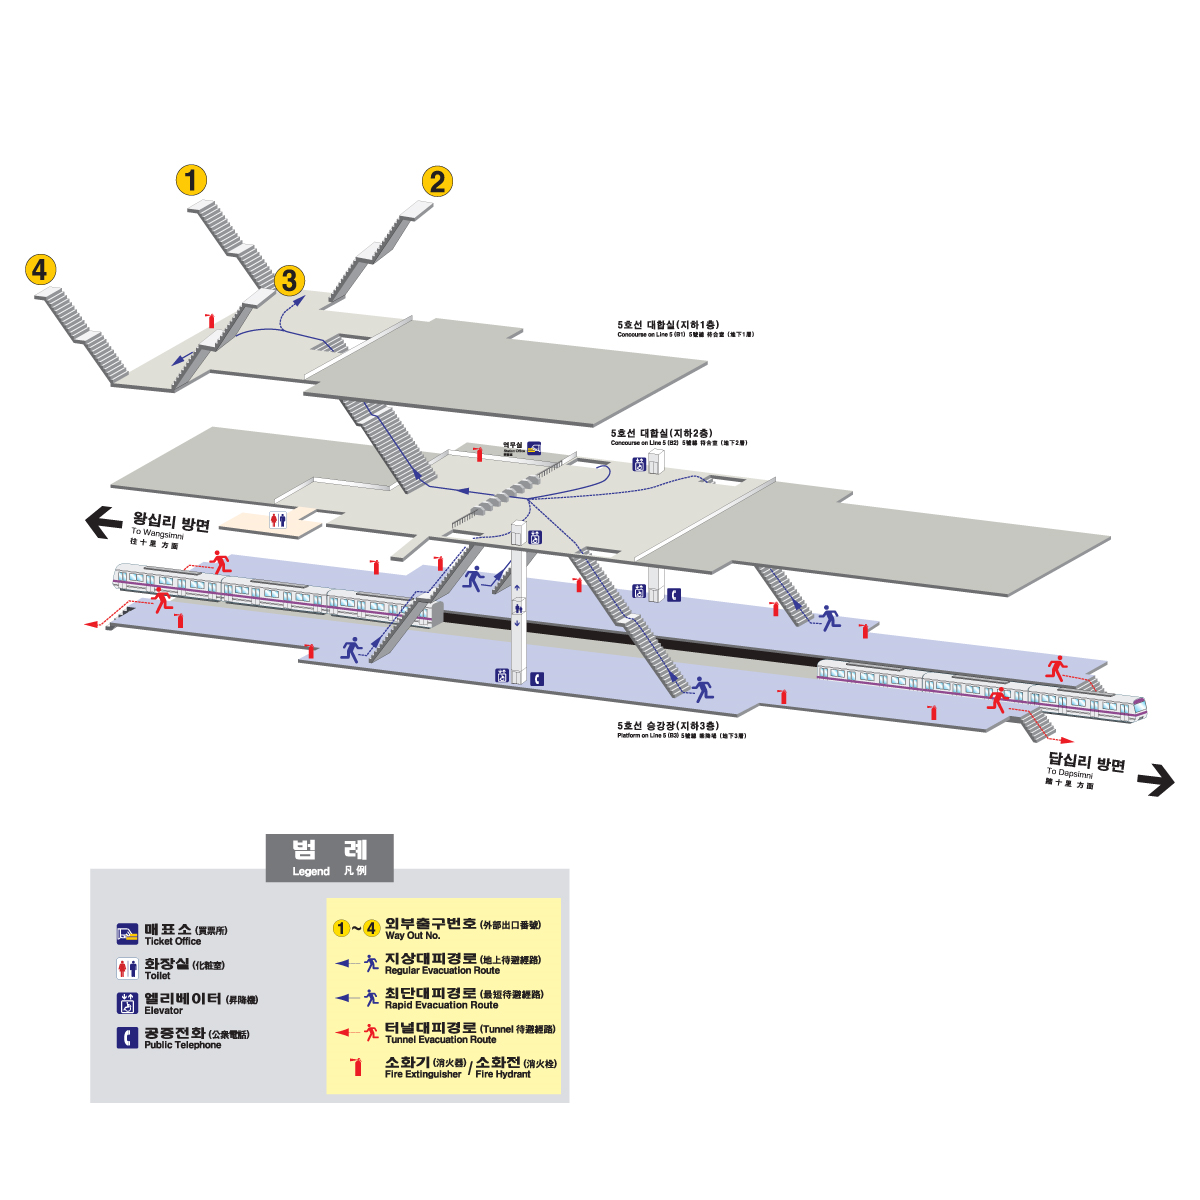 1
2
4
3
5호선 대합실(지하1층)
Concourse on Line 5 (B1) 5號線 待合室 (地下1層)
5호선 대합실(지하2층)
Concourse on Line 5 (B2) 5號線 待合室 (地下2層)
역무실
Station Office
왕십리 방면
To Wangsimni
往十里 方面
5호선 승강장(지하3층)
Platform on Line 5 (B3) 5號線 乘降場 (地下3層)
답십리 방면
To Dapsimni
踏十里 方面
범 례
Legend 凡例
매표소 (買票所)
Ticket Office
화장실 (化粧室)
Toilet
엘리베이터 (昇降機)
Elevator
공중전화 (公衆電話)
Public Telephone
1 ~ 4 외부출구번호 (外部出口番號)
Way Out No.
지상대피경로 (地上待避經路)
Regular Evacuation Route
최단대피경로 (最短待避經路)
Rapid Evacuation Route
터널대피경로 (Tunnel 待避經路)
Tunnel Evacuation Route
소화기 (消火器) / 소화전 (消火栓)
Fire Extinguisher / Fire Hydrant